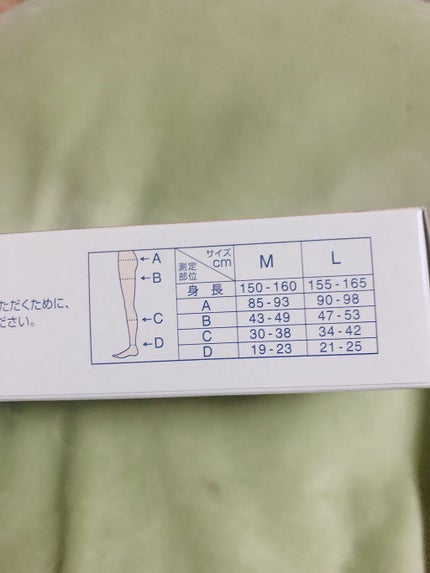 ただくために、
ださい。
←A
←B
←C
←D
サイズ cm
測定部位
M L
身 長 150-160 155-165
A 85-93 90-98
B 43-49 47-53
C 30-38 34-42
D 19-23 21-25